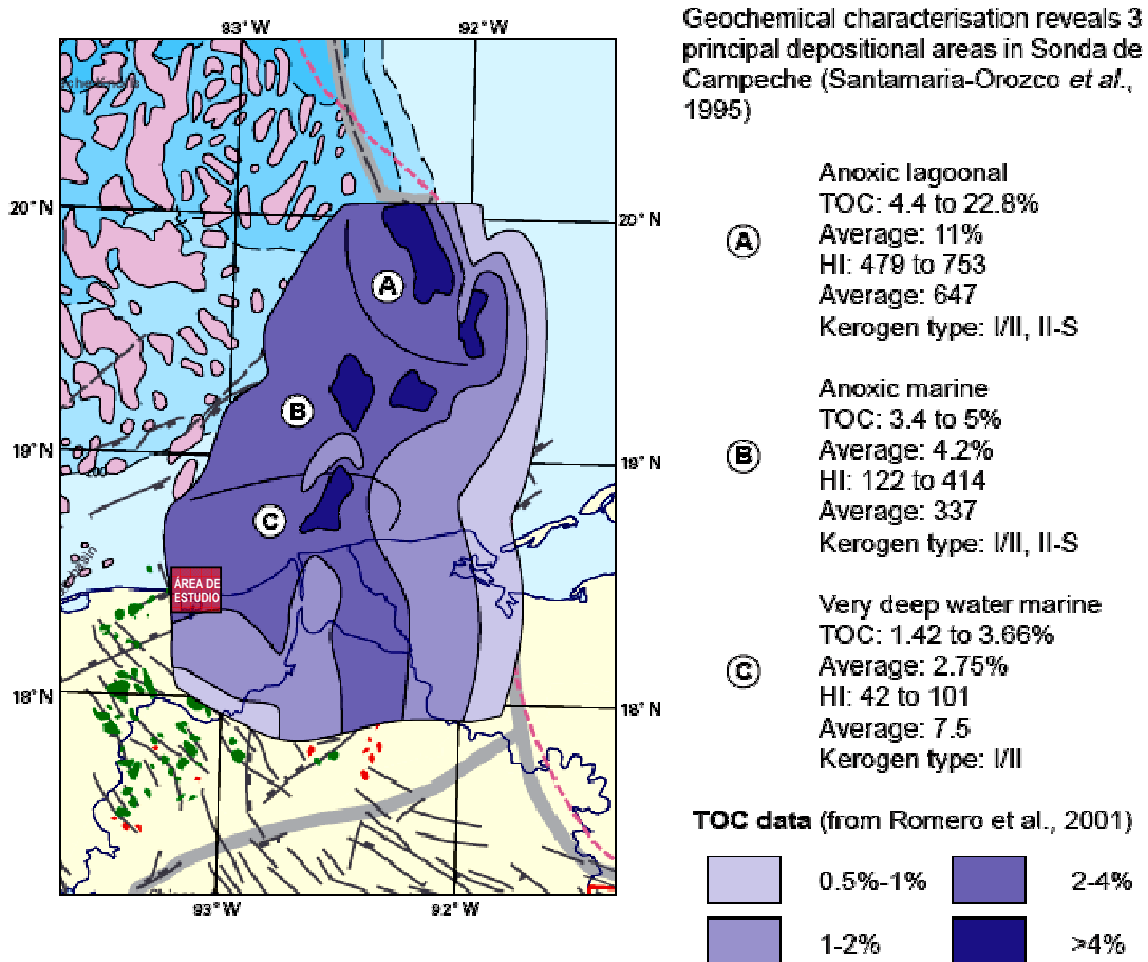 93° W
92° W
20° N
20° N
A
B
19° N
19° N
C
ÁREA DE
ESTUDIO
18° N
18° N
93° W
92° W
Geochemical characterisation reveals 3
principal depositional areas in Sonda de
Campeche (Santamaria-Orozco et al.,
1995)
Anoxic lagoonal
TOC: 4.4 to 22.8%
A
Average: 11%
HI: 479 to 753
Average: 647
Kerogen type: I/II, II-S
Anoxic marine
TOC: 3.4 to 5%
B
Average: 4.2%
HI: 122 to 414
Average: 337
Kerogen type: I/II, II-S
Very deep water marine
TOC: 1.42 to 3.66%
C
Average: 2.75%
HI: 42 to 101
Average: 7.5
Kerogen type: I/II
TOC data (from Romero et al., 2001)
0.5%-1%
2-4%
1-2%
>4%